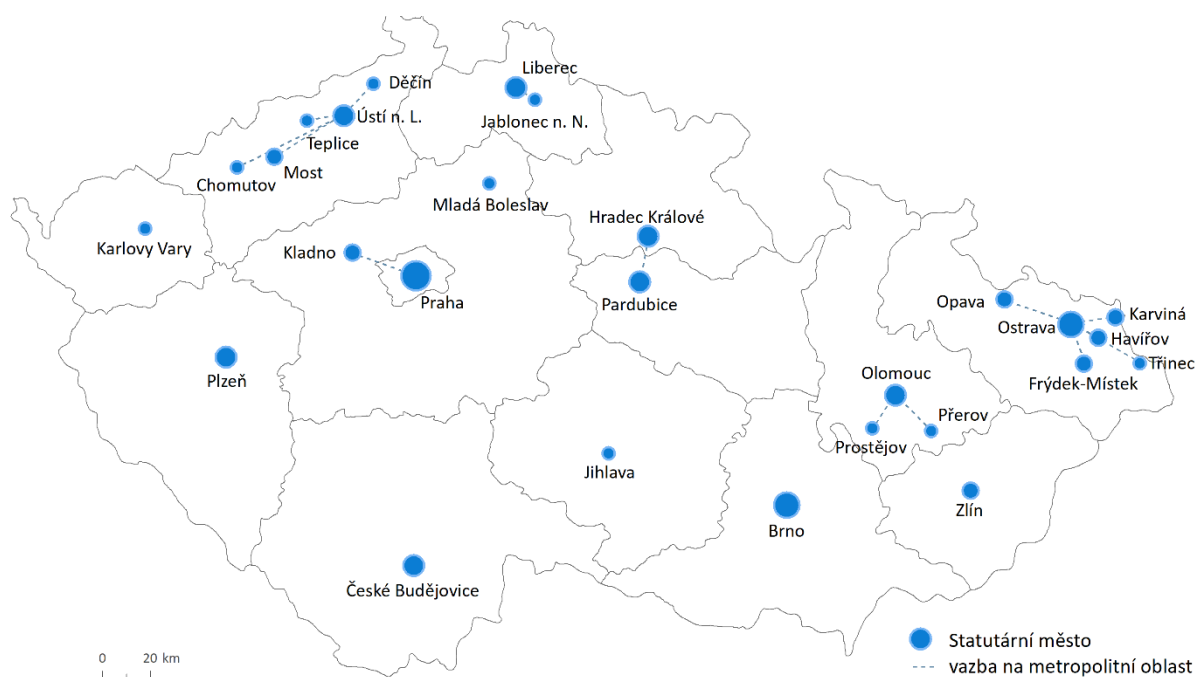 Děčín
Liberec
Ústí n. L.
Jablonec n. N.
Teplice
Most
Chomutov
Mladá Boleslav
Hradec Králové
Karlovy Vary
Kladno
Praha
Pardubice
Opava
Karviná
Ostrava
Havířov
Třinec
Frýdek-Místek
Plzeň
Olomouc
Přerov
Prostějov
Jihlava
Zlín
Brno
České Budějovice
Statutární město
vazba na metropolitní oblast
0 20 km